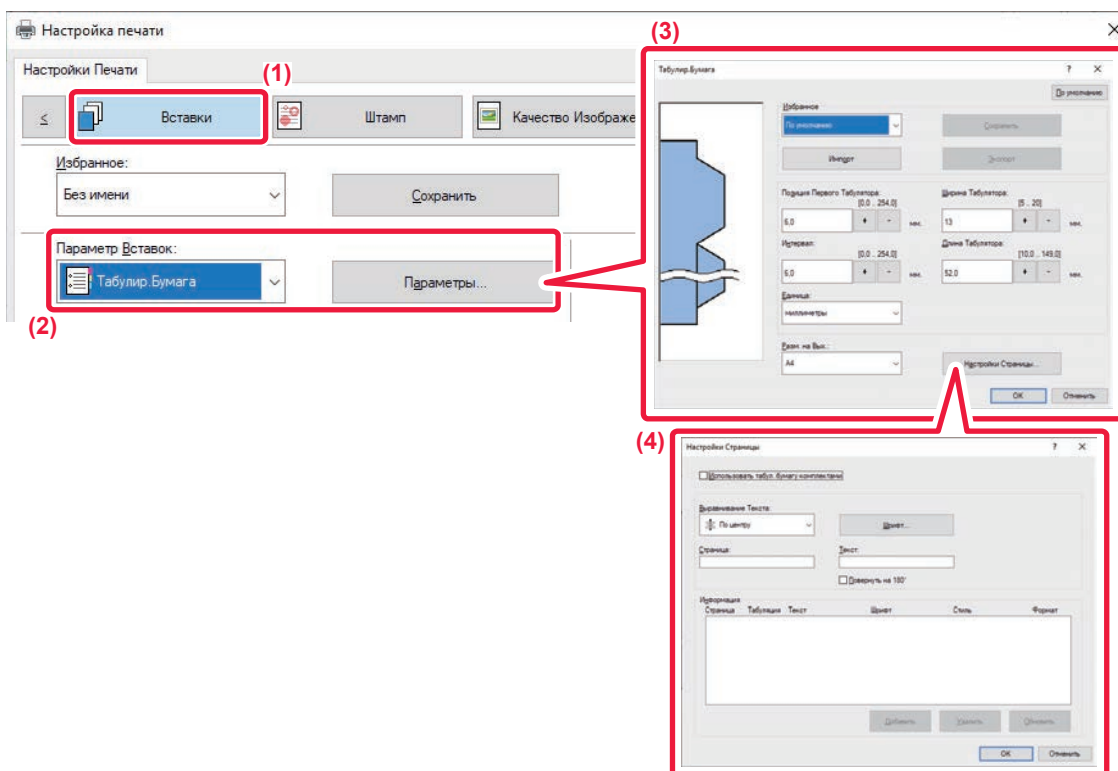 Настройка печати
Настройки Печати
(1)
≤ Вставки Штамп Качество Изображе
Избранное:
Без имени Сохранить
Параметр Вставок:
Табулир.Бумага Параметры...
(2)
(3)
Табулир.Бумага ? ×
По умолчанию
Избранное
По умолчанию Сохранить
Импорт Экспорт
Позиция Первого Табулятора: Ширина Табулятора:
[0,0 .. 254,0] [5 .. 20]
6,0 + - мм. 13 + - мм.
Интервал: Длина Табулятора:
[0,0 .. 254,0] [10,0 .. 149,0]
6,0 + - мм. 52,0 + - мм.
Единица:
миллиметры
Разм. на Вых.:
A4 Настройки Страницы...
OK Отменить
(4)
Настройки Страницы ? ×
Использовать табул. бумагу комплектами
Выравнивание Текста:
По центру Шрифт...
Страница: Текст:
Повернуть на 180°
Информация
Страница Табуляция Текст Шрифт Стиль Формат
Добавить Удалить Обновить
OK Отменить